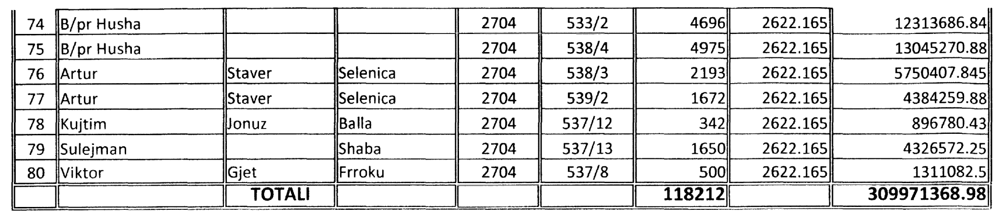 74 B/pr Husha 2704 533/2 4696 2622.165 12313686.84
75 B/pr Husha 2704 538/4 4975 2622.165 13045270.88
76 Artur Staver Selenica 2704 538/3 2193 2622.165 5750407.845
77 Artur Staver Selenica 2704 539/2 1672 2622.165 4384259.88
78 Kujtim Jonuz Balla 2704 537/12 342 2622.165 896780.43
79 Sulejman Shaba 2704 537/13 1650 2622.165 4326572.25
80 Viktor Gjet Frroku 2704 537/8 500 2622.165 1311082.5
TOTALI 118212 309971368.98